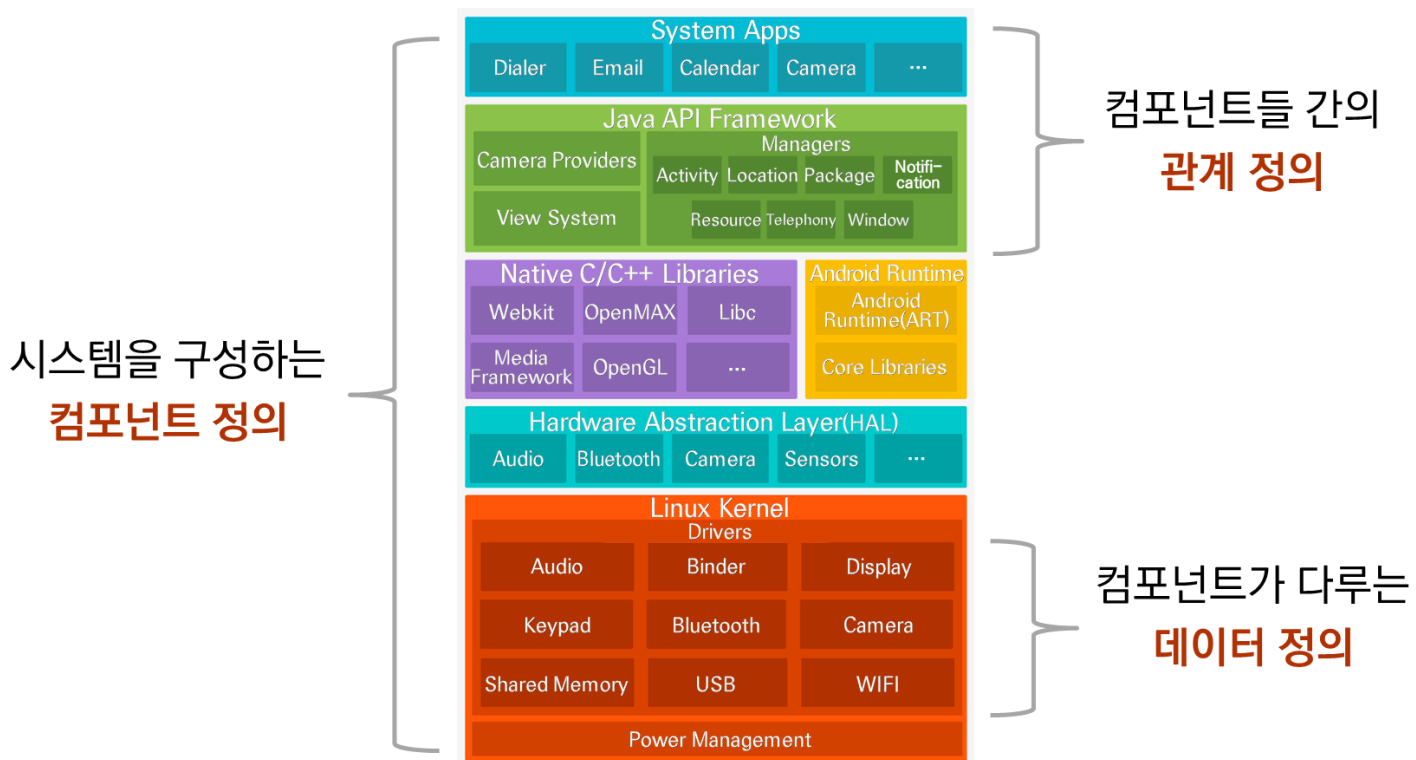 시스템을 구성하는
컴포넌트 정의
System Apps
Dialer Email Calendar Camera ...
Java API Framework
Camera Providers
View System
Managers
Activity Location Package Notifi-
cation
Resource Telephony Window
Native C/C++ Libraries
Webkit OpenMAX Libc
Media
Framework OpenGL ...
Android Runtime
Android
Runtime(ART)
Core Libraries
Hardware Abstraction Layer(HAL)
Audio Bluetooth Camera Sensors ...
Linux Kernel
Drivers
Audio Binder Display
Keypad Bluetooth Camera
Shared Memory USB WIFI
Power Management
컴포넌트들 간의
관계 정의
컴포넌트가 다루는
데이터 정의